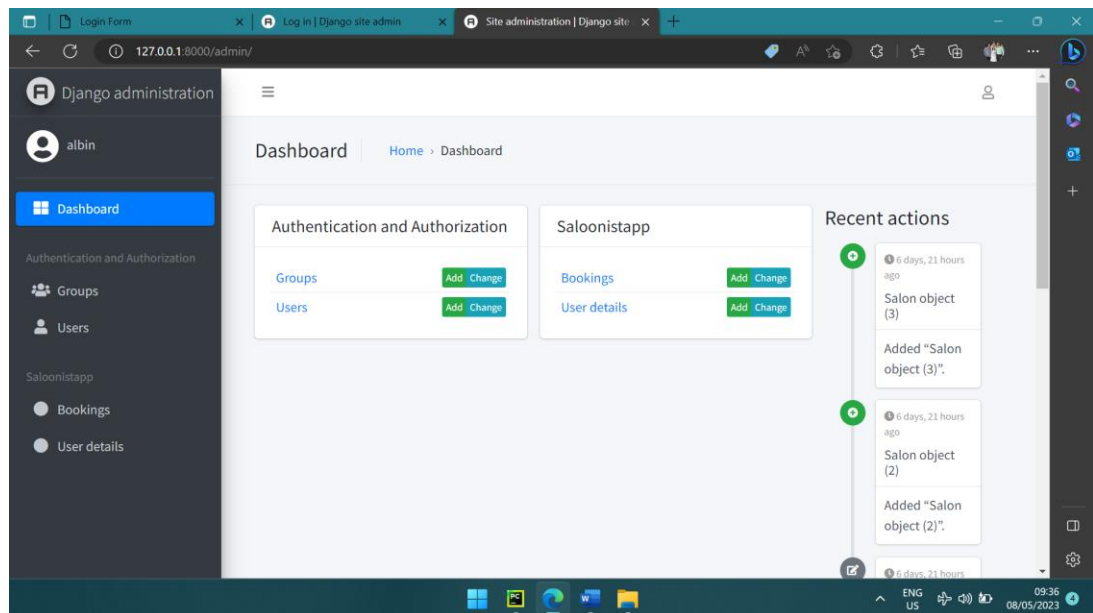 Login Form
Log in | Django site admin
Site administration | Django site
127.0.0.1:8000/admin/
Django administration
albin
Dashboard
Home › Dashboard
Dashboard
Authentication and Authorization
Groups
Users
Saloonistapp
Bookings
User details
Authentication and Authorization
Groups Add Change
Users Add Change
Saloonistapp
Bookings Add Change
User details Add Change
Recent actions
6 days, 21 hours
ago
Salon object
(3)
Added “Salon
object (3)”.
6 days, 21 hours
ago
Salon object
(2)
Added “Salon
object (2)”.
6 days, 21 hours
ENG
US
09:36
08/05/2023
4